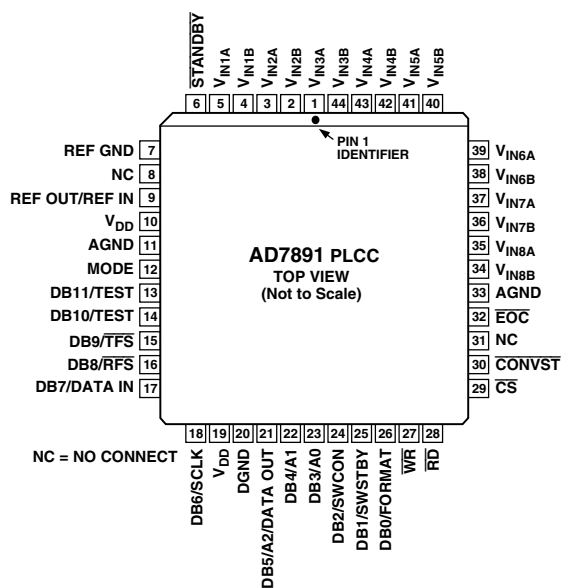 STANDBY
VIN1A
VIN1B
VIN2A
VIN2B
VIN3A
VIN3B
VIN4A
VIN4B
VIN5A
VIN5B
6 5 4 3 2 1 44 43 42 41 40
PIN 1
IDENTIFIER
REF GND 7
NC 8
REF OUT/REF IN 9
VDD 10
AGND 11
MODE 12
DB11/TEST 13
DB10/TEST 14
DB9/TFS 15
DB8/RFS 16
DB7/DATA IN 17
AD7891 PLCC
TOP VIEW
(Not to Scale)
39 VIN6A
38 VIN6B
37 VIN7A
36 VIN7B
35 VIN8A
34 VIN8B
33 AGND
32 EOC
31 NC
30 CONVST
29 CS
18 19 20 21 22 23 24 25 26 27 28
DB6/SCLK
VDD
DGND
DB5/A2/DATA OUT
DB4/A1
DB3/A0
DB2/SWCON
DB1/SWSTBY
DB0/FORMAT
WR
RD
NC = NO CONNECT